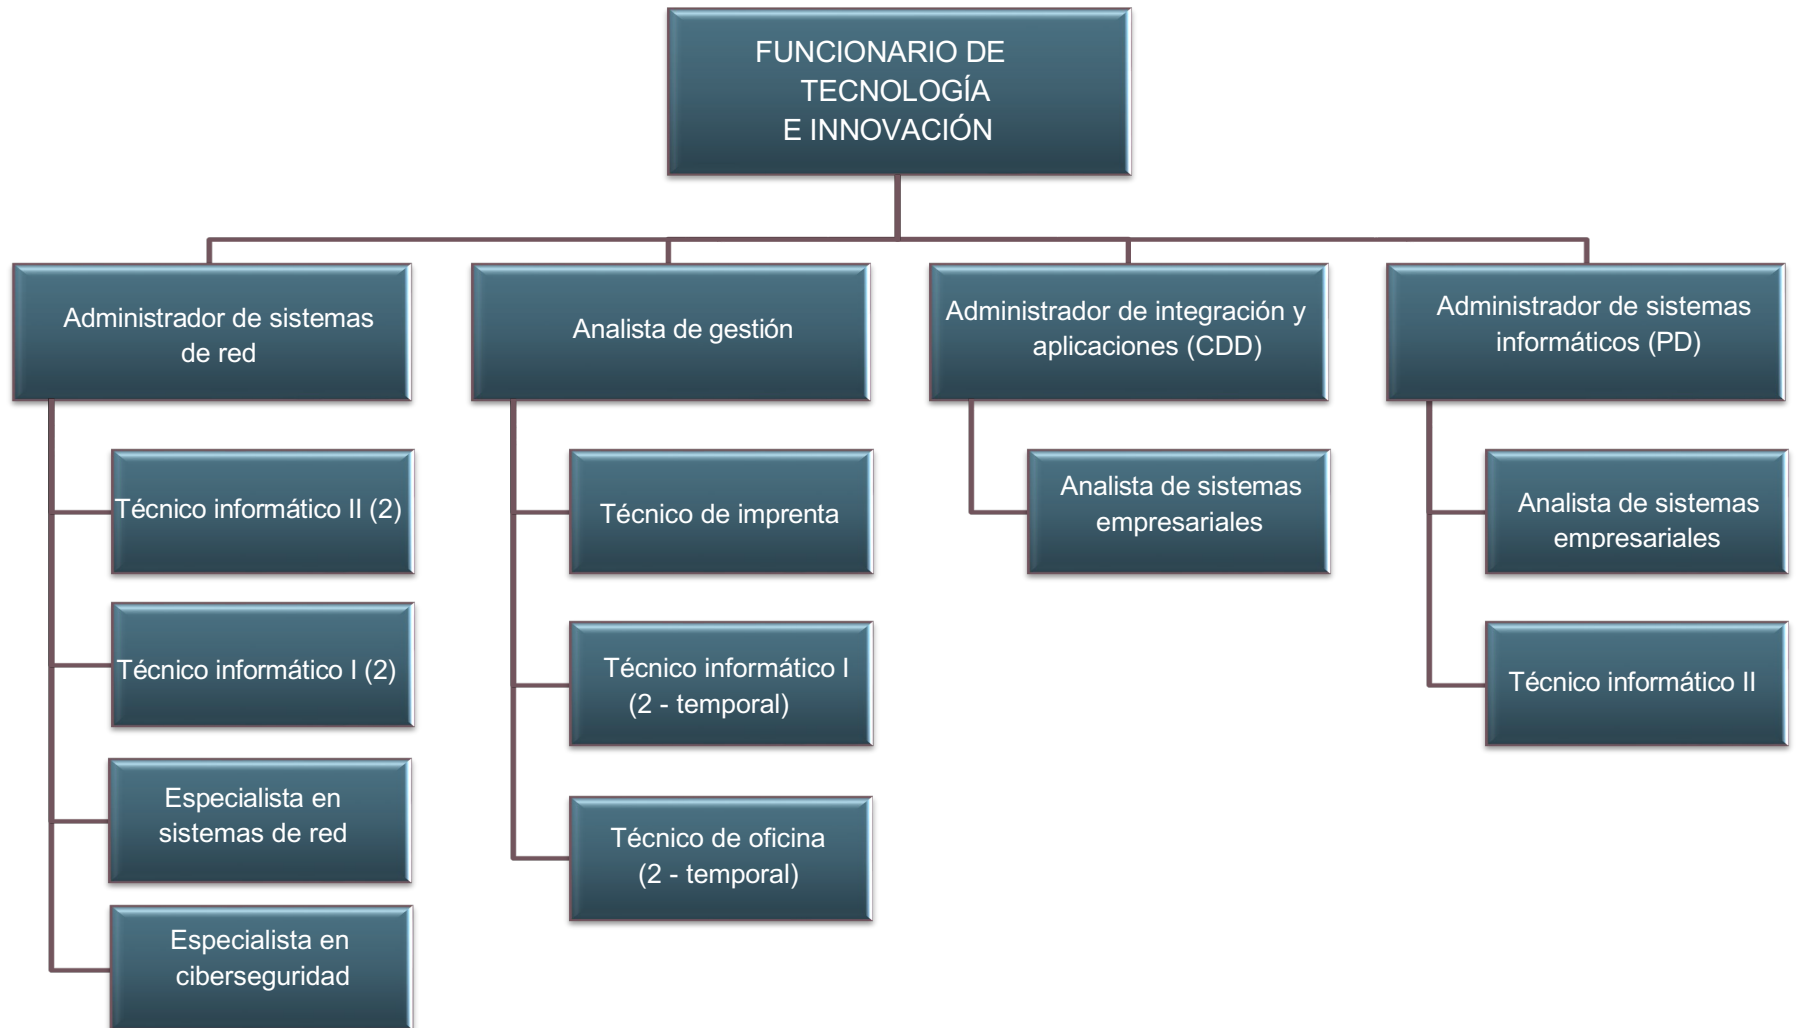 FUNCIONARIO DE
TECNOLOGÍA
E INNOVACIÓN
Administrador de sistemas
de red
Técnico informático II (2)
Técnico informático I (2)
Especialista en
sistemas de red
Especialista en
ciberseguridad
Analista de gestión
Técnico de imprenta
Técnico informático I
(2 - temporal)
Técnico de oficina
(2 - temporal)
Administrador de integración y
aplicaciones (CDD)
Analista de sistemas
empresariales
Administrador de sistemas
informáticos (PD)
Analista de sistemas
empresariales
Técnico informático II